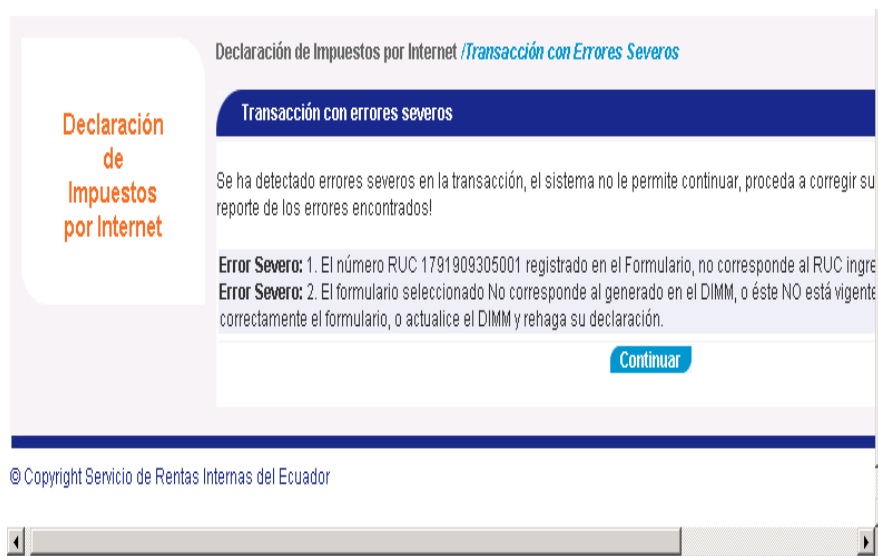 Declaración de Impuestos por Internet /Transacción con Errores Severos
Transacción con errores severos
Declaración
de
Impuestos
por Internet
Se ha detectado errores severos en la transacción, el sistema no le permite continuar, proceda a corregir su
reporte de los errores encontrados!
Error Severo: 1. El número RUC 1791909305001 registrado en el Formulario, no corresponde al RUC ingre
Error Severo: 2. El formulario seleccionado No corresponde al generado en el DIMM, o éste NO está vigente
correctamente el formulario, o actualice el DIMM y rehaga su declaración.
Continuar
© Copyright Servicio de Rentas Internas del Ecuador